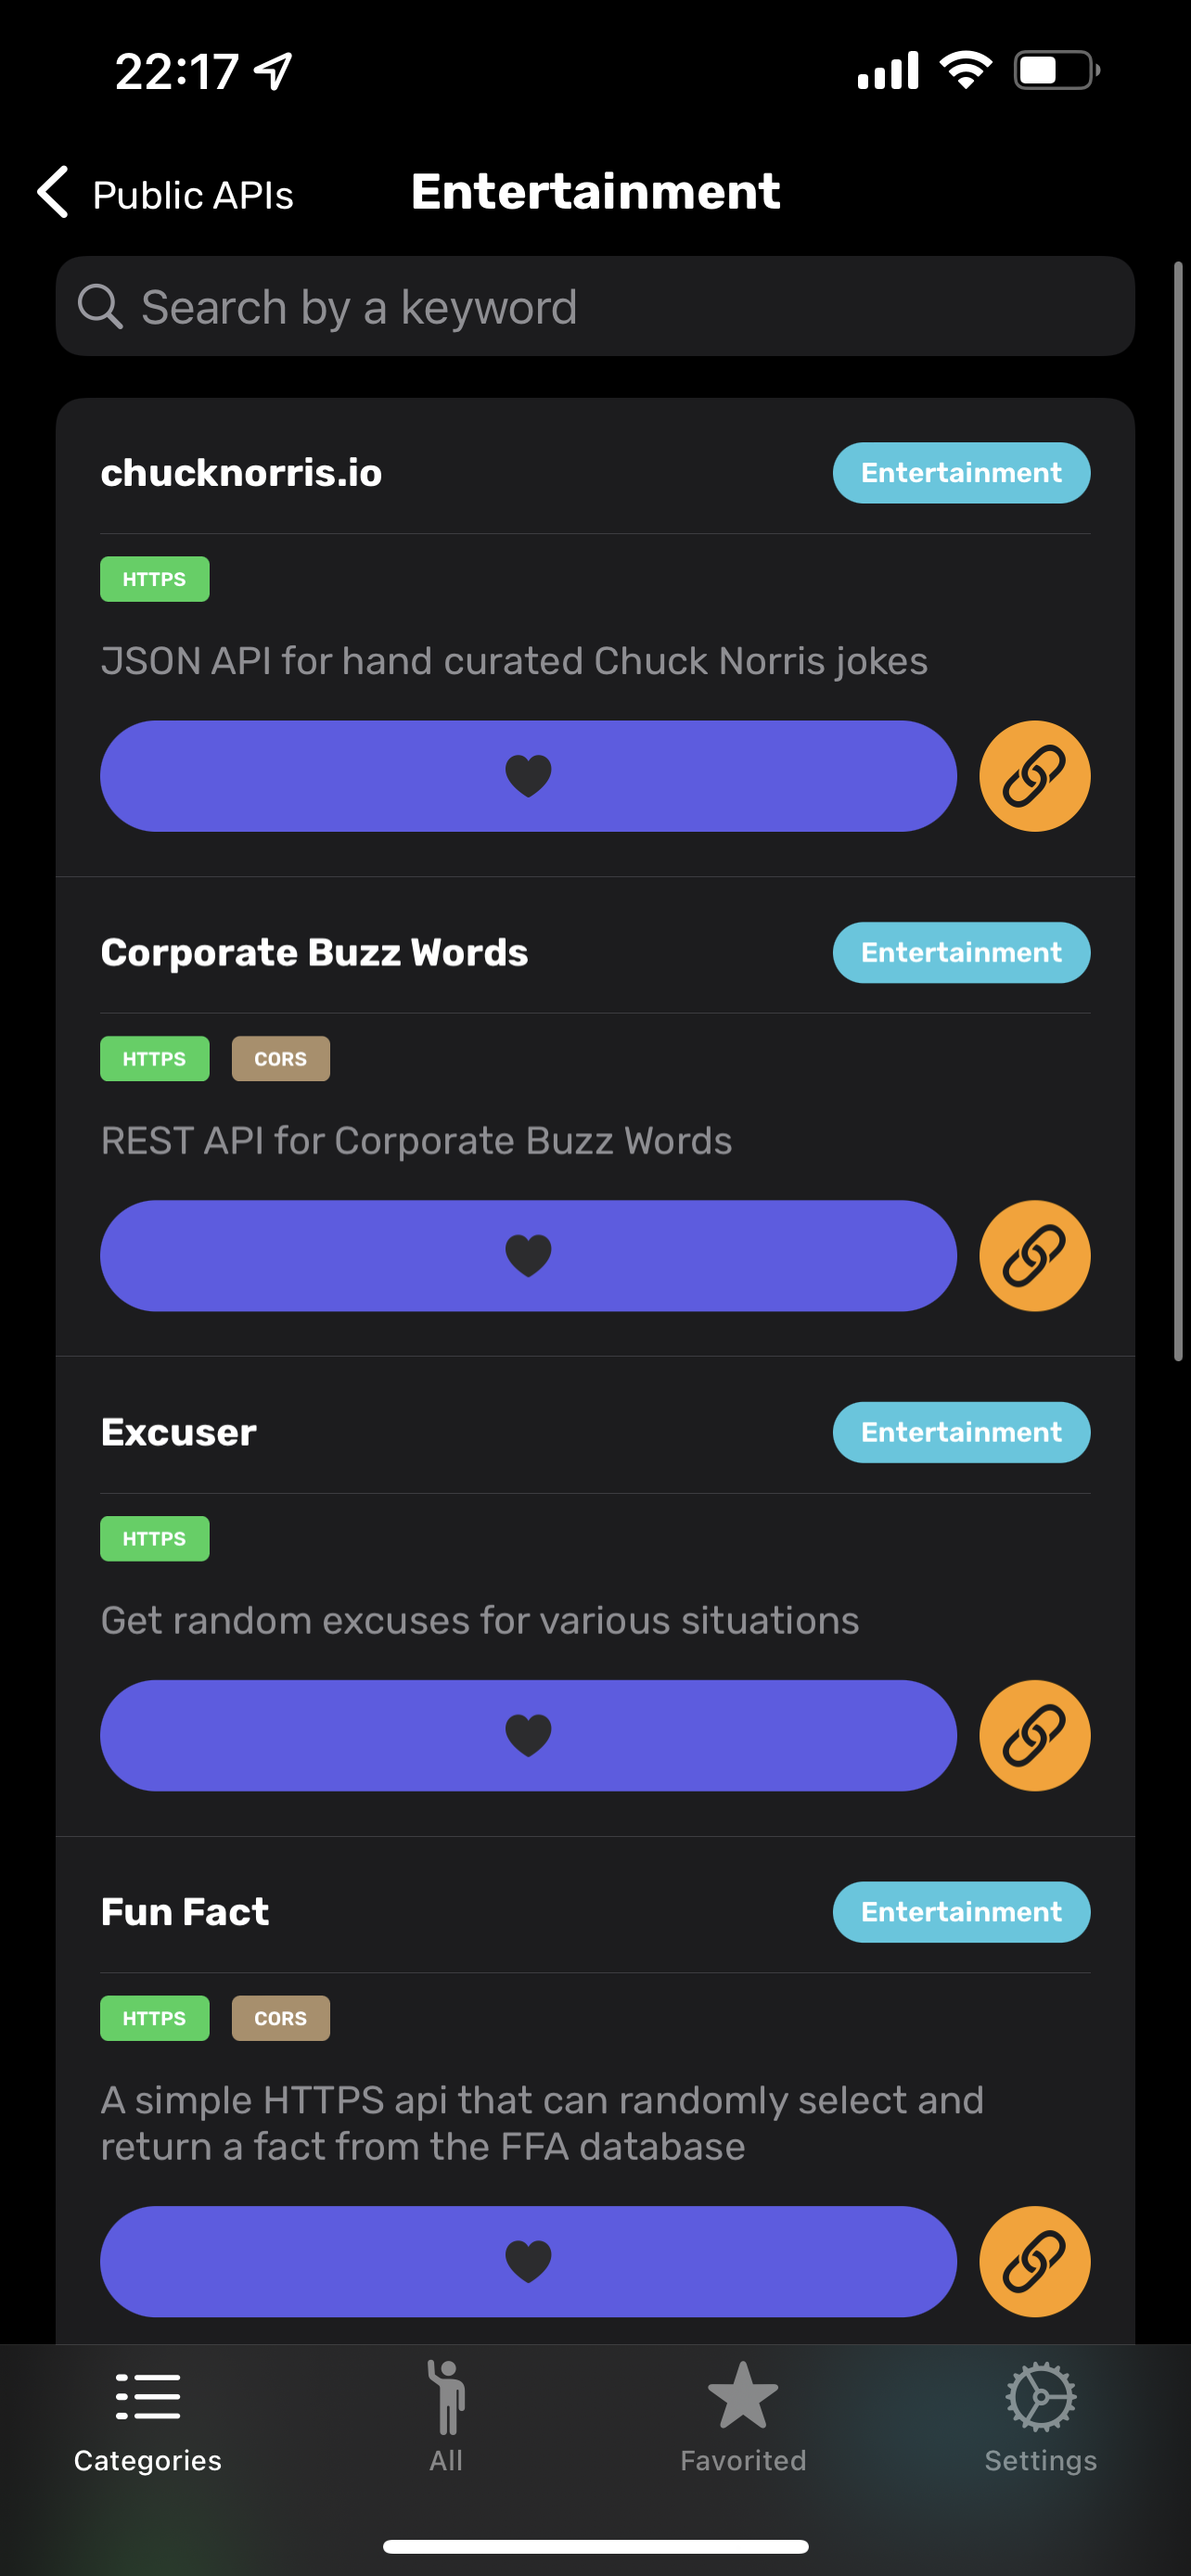 22:17
Public APIs
Entertainment
Search by a keyword
chucknorris.io
Entertainment
HTTPS
JSON API for hand curated Chuck Norris jokes
Corporate Buzz Words
Entertainment
HTTPS
CORS
REST API for Corporate Buzz Words
Excuser
Entertainment
HTTPS
Get random excuses for various situations
Fun Fact
Entertainment
HTTPS
CORS
A simple HTTPS api that can randomly select and
return a fact from the FFA database
Categories
All
Favorited
Settings